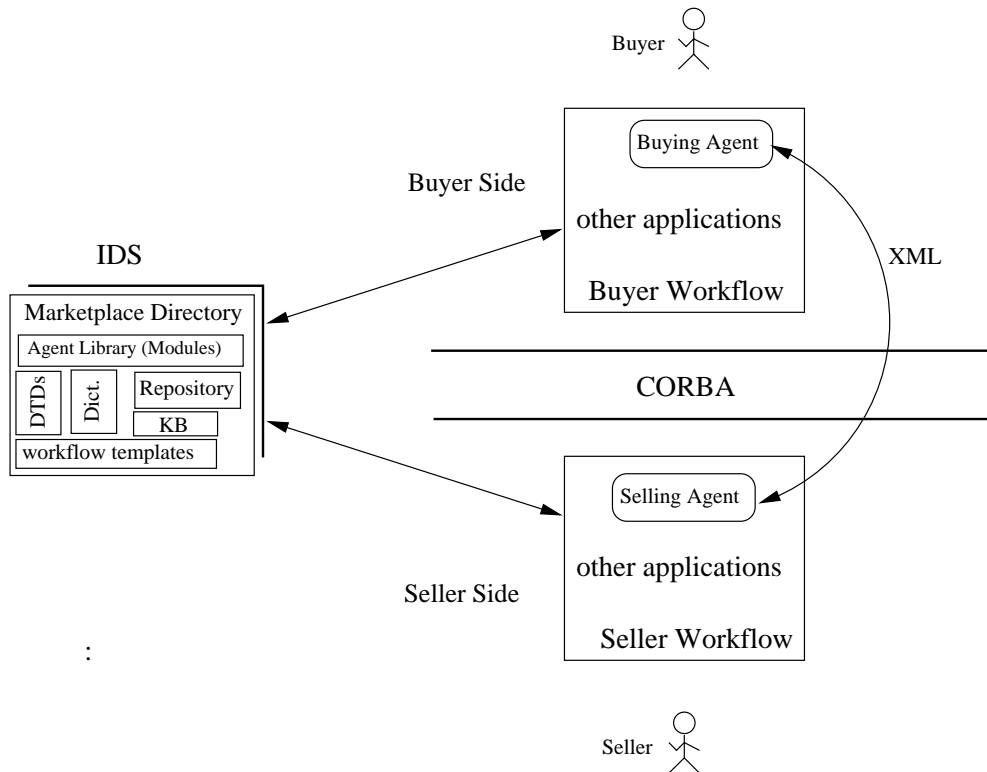 Buyer
Buying Agent
Buyer Side
other applications
IDS
XML
Buyer Workflow
Marketplace Directory
Agent Library (Modules)
DTDs
Dict.
Repository
KB
workflow templates
CORBA
Selling Agent
other applications
Seller Side
Seller Workflow
:
Seller